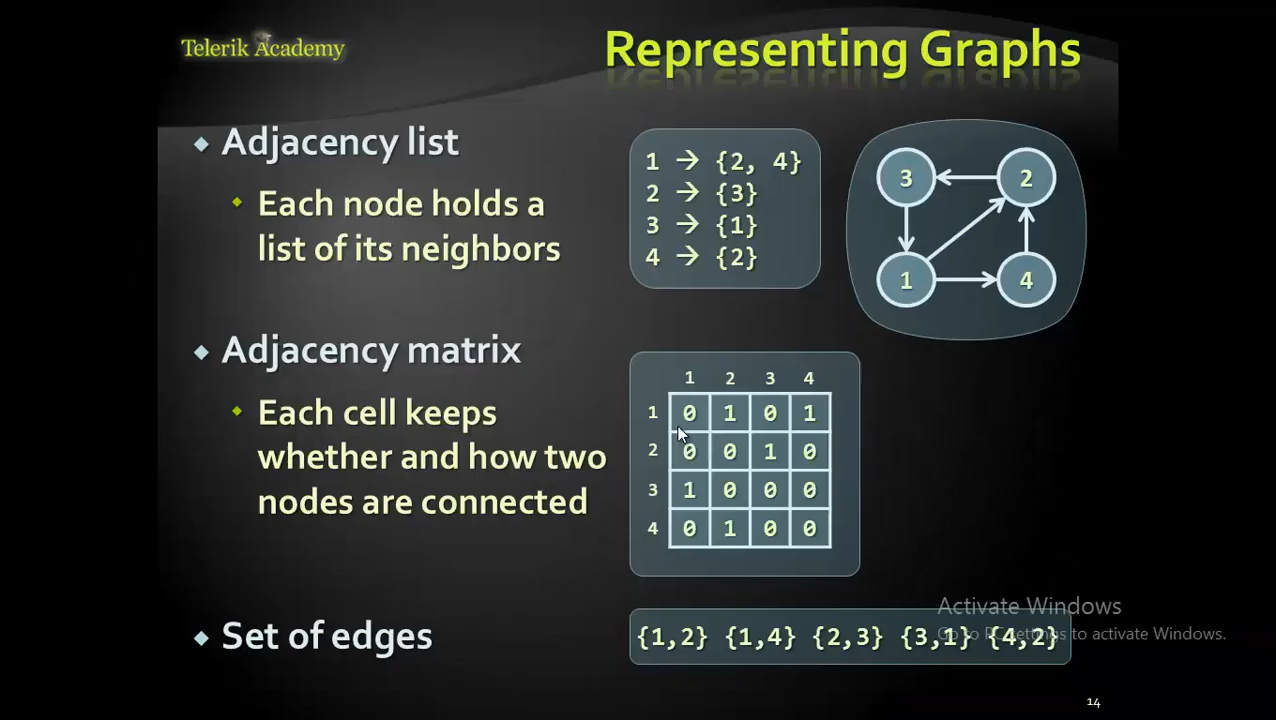 Telerik Academy
Representing Graphs
Adjacency list
Each node holds a
list of its neighbors
1 → {2, 4}
2 → {3}
3 → {1}
4 → {2}
3 2
1 4
Adjacency matrix
Each cell keeps
whether and how two
nodes are connected
1 2 3 4
1 0 1 0 1
2 0 0 1 0
3 1 0 0 0
4 0 1 0 0
Activate Windows
Go to PC settings to activate Windows.
Set of edges
{1,2} {1,4} {2,3} {3,1} {4,2}
14